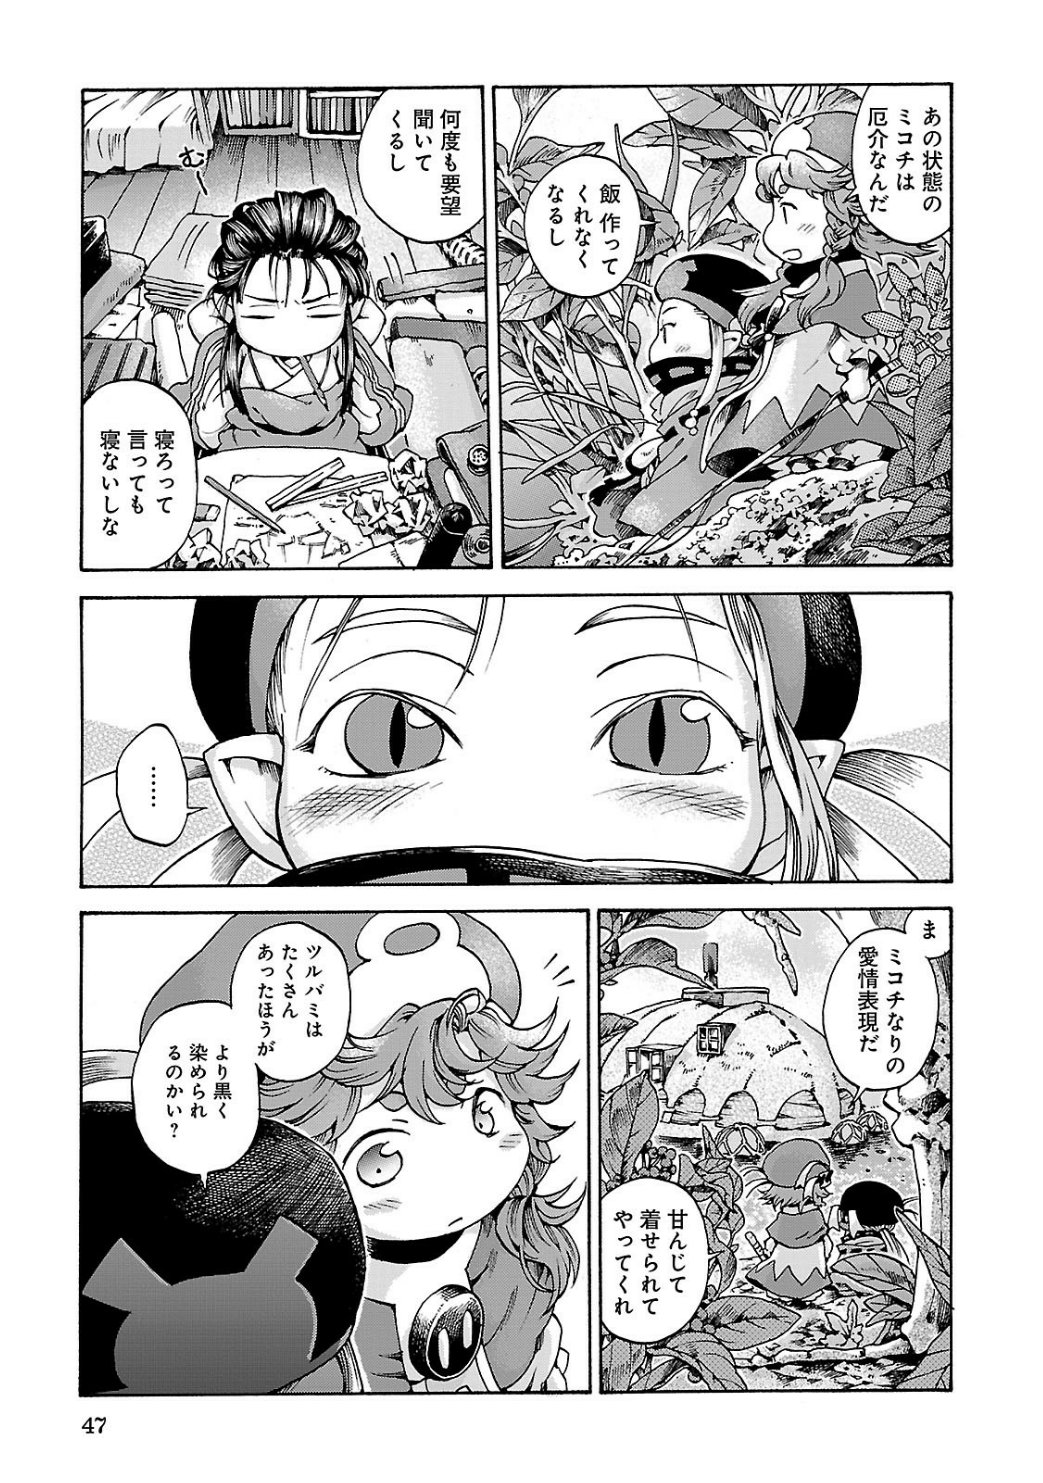 あの状態の
ミコチは
厄介なんだ
飯作って
くれなく
なるし
何度も要望
聞いて
くるし
む〜
寝ろって
言っても
寝ないしな
……
ま
ミコチなりの
愛情表現だ
甘んじて
着せられて
やってくれ
ツルバミは
たくさん
あったほうが
より黒く
染められ
るのかい？
47